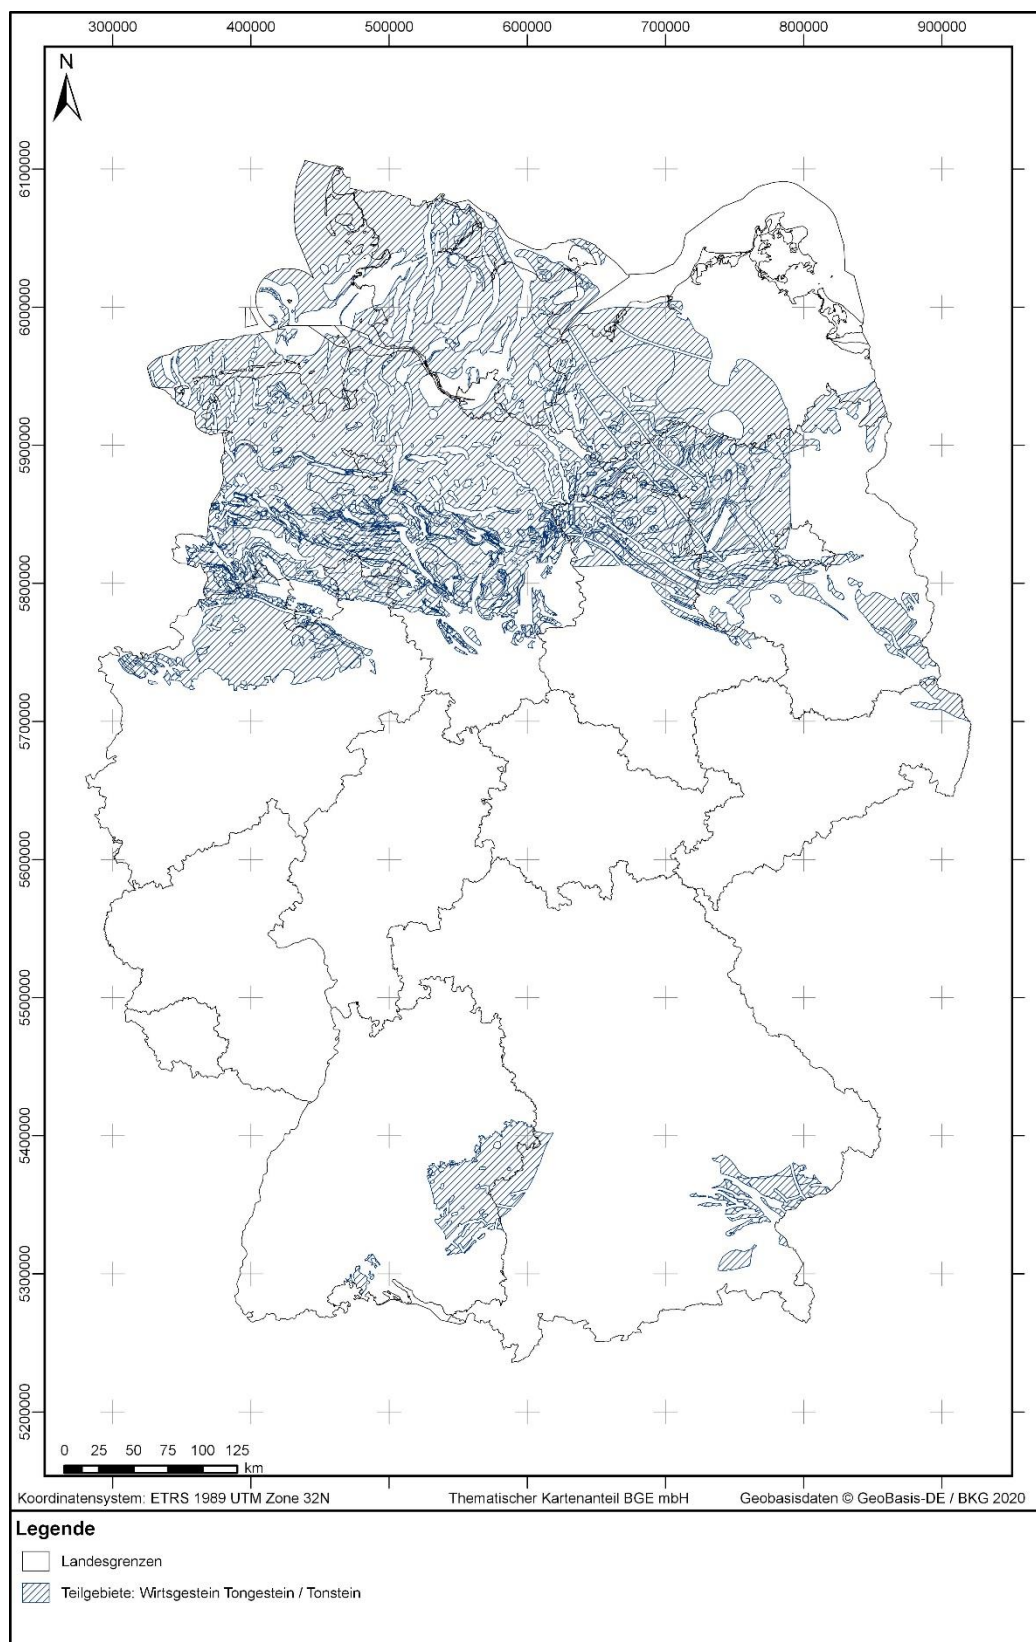 300000 400000 500000 600000 700000 800000 900000
N
6100000
6000000
5900000
5800000
5700000
5600000
5500000
5400000
5300000
5200000
0 25 50 75 100 125
km
Koordinatensystem: ETRS 1989 UTM Zone 32N Thematischer Kartenanteil BGE mbH Geobasisdaten © GeoBasis-DE / BKG 2020
Legende
Landesgrenzen
Teilgebiete: Wirtsgestein Tongestein / Tonstein